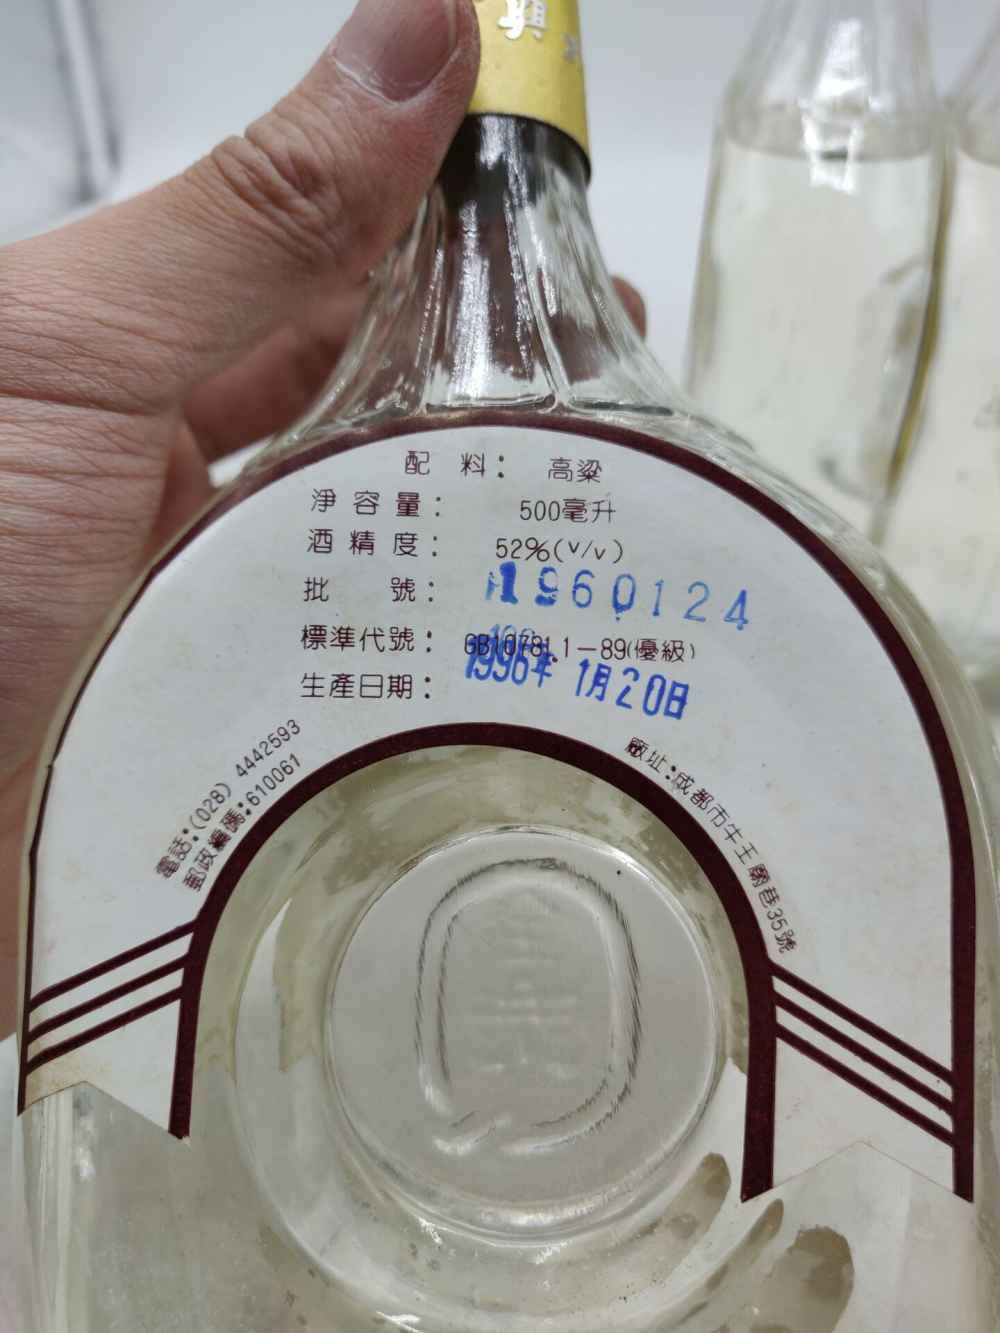 興
配 料： 高粱
淨容量： 500毫升
酒精度： 52%(V/V)
批 號： 1960124
標準代號： GB10781.1—89(優級)
生產日期： 1996年 1月20日
電話：(028) 4442593
郵政編碼：610061
廠址：成都市牛王廟巷35號